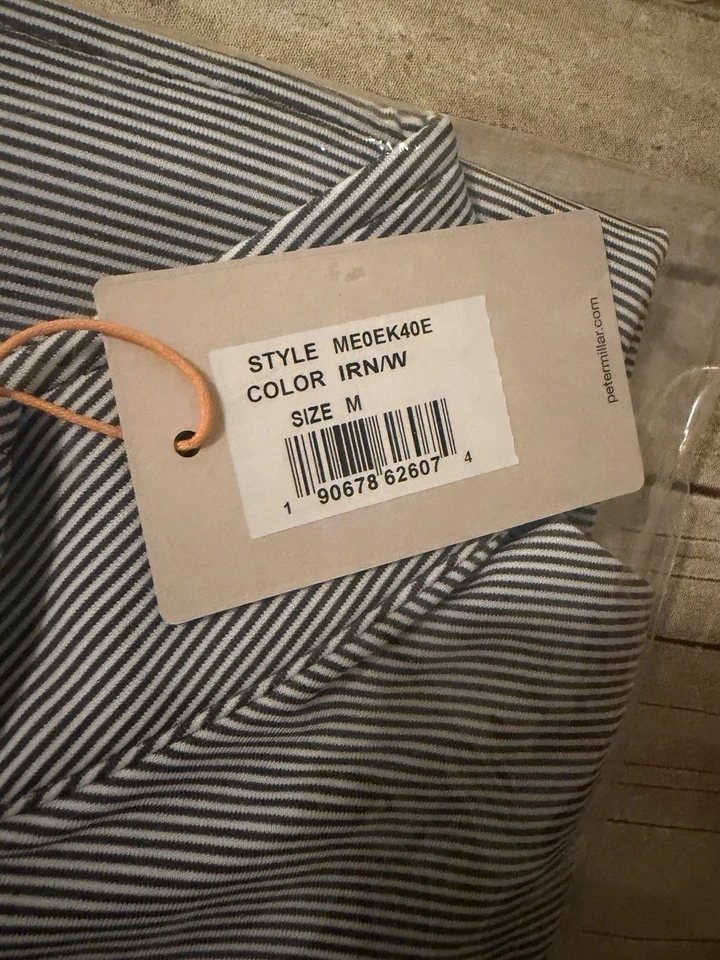 STYLE ME0EK40E
COLOR IRN/W
SIZE M
1 90678 62607 4
petermillar.com